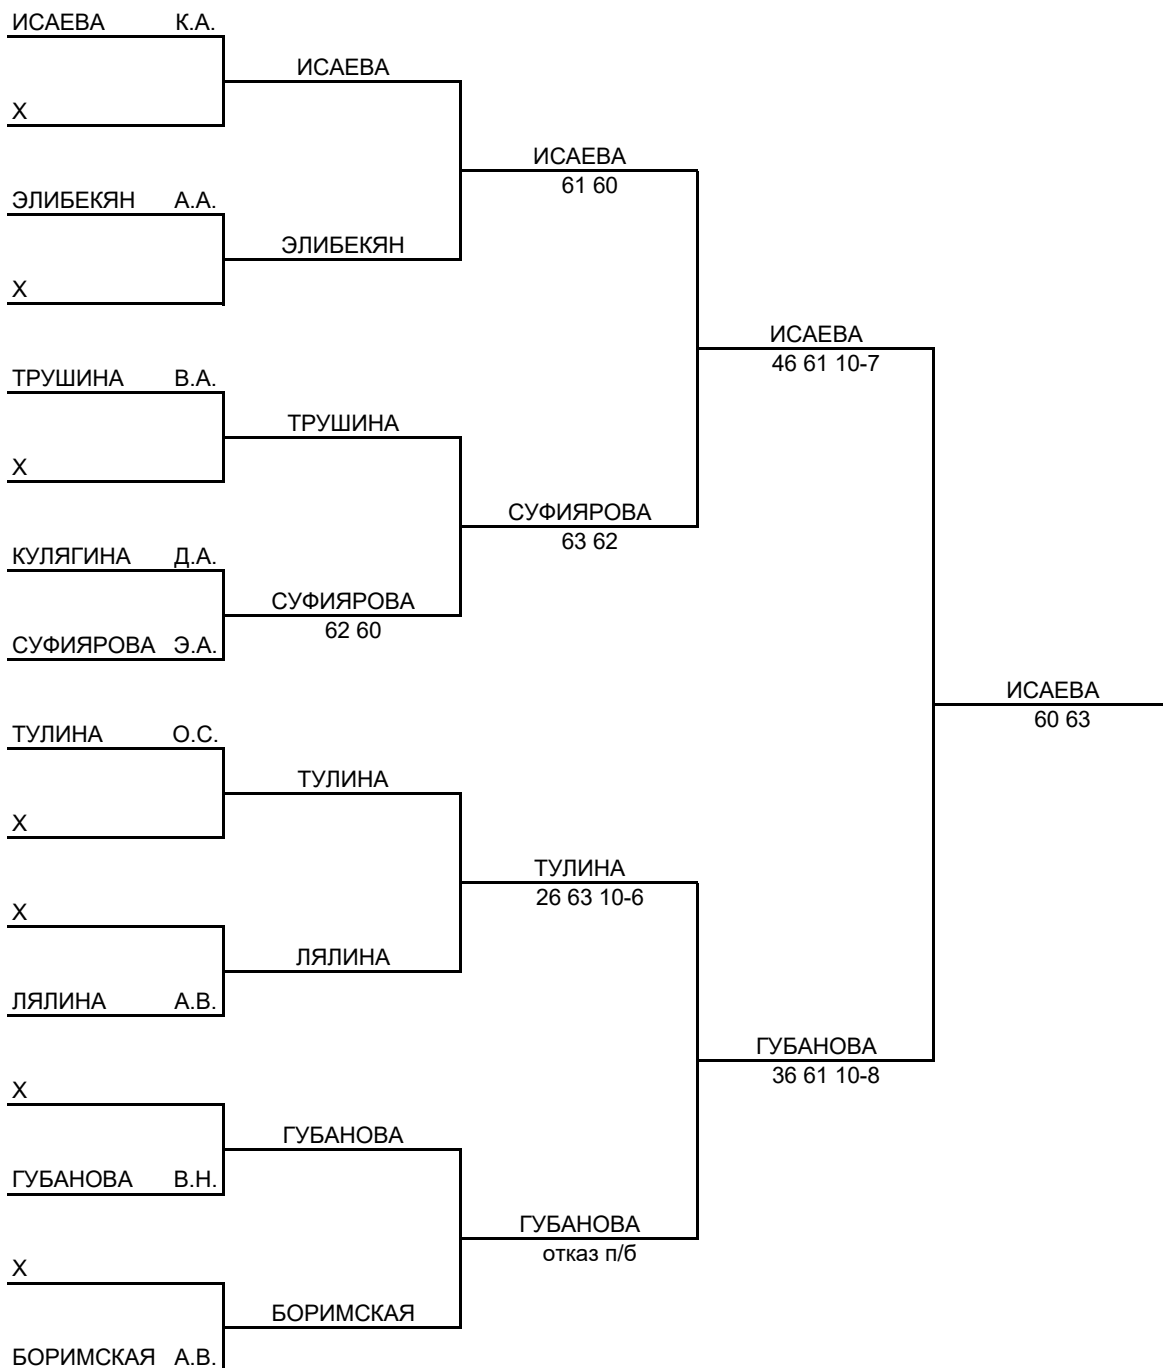 ИСАЕВА К.А.
ИСАЕВА
Х
ИСАЕВА
61 60
ЭЛИБЕКЯН А.А.
ЭЛИБЕКЯН
Х
ИСАЕВА
46 61 10-7
ТРУШИНА В.А.
ТРУШИНА
Х
СУФИЯРОВА
63 62
КУЛЯГИНА Д.А.
СУФИЯРОВА
62 60
СУФИЯРОВА Э.А.
ИСАЕВА
60 63
ТУЛИНА О.С.
ТУЛИНА
Х
ТУЛИНА
26 63 10-6
Х
ЛЯЛИНА
ЛЯЛИНА А.В.
ГУБАНОВА
36 61 10-8
Х
ГУБАНОВА
ГУБАНОВА В.Н.
ГУБАНОВА
отказ п/б
Х
БОРИМСКАЯ
БОРИМСКАЯ А.В.